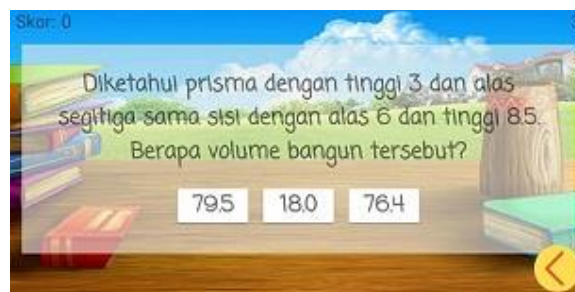 Skor: 0
Diketahui prisma dengan tinggi 3 dan alas
segitiga sama sisi dengan alas 6 dan tinggi 8.5.
Berapa volume bangun tersebut?
79.5 18.0 76.4